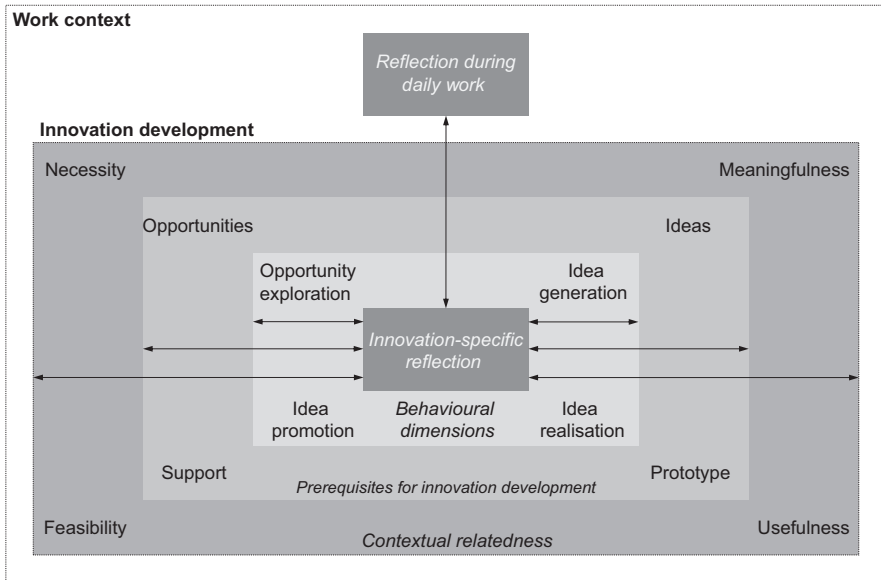 Work context
Reflection during
daily work
Innovation development
Necessity
Meaningfulness
Opportunities
Ideas
Opportunity
exploration
Idea
generation
Innovation-specific
reflection
Idea
promotion
Behavioural
dimensions
Idea
realisation
Support
Prototype
Prerequisites for innovation development
Feasibility
Usefulness
Contextual relatedness